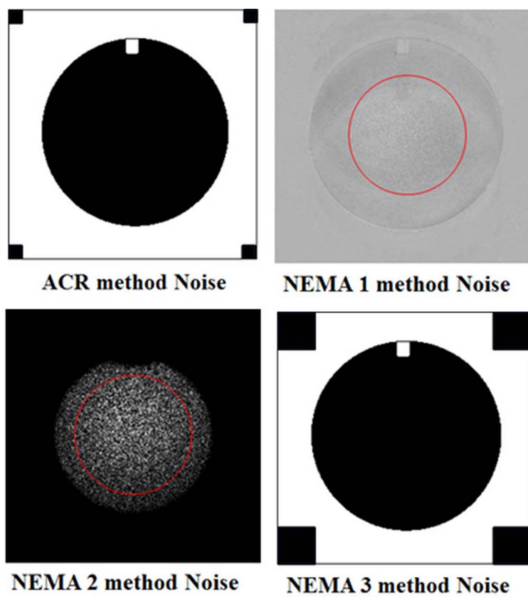 ACR method Noise
NEMA 1 method Noise
NEMA 2 method Noise
NEMA 3 method Noise